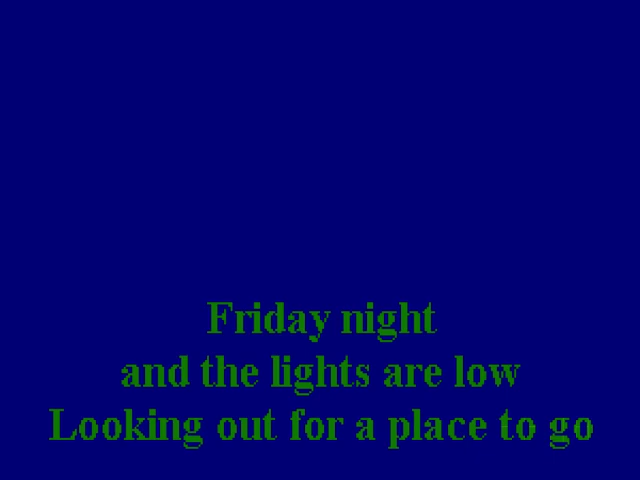 Friday night
and the lights are low
Looking out for a place to go